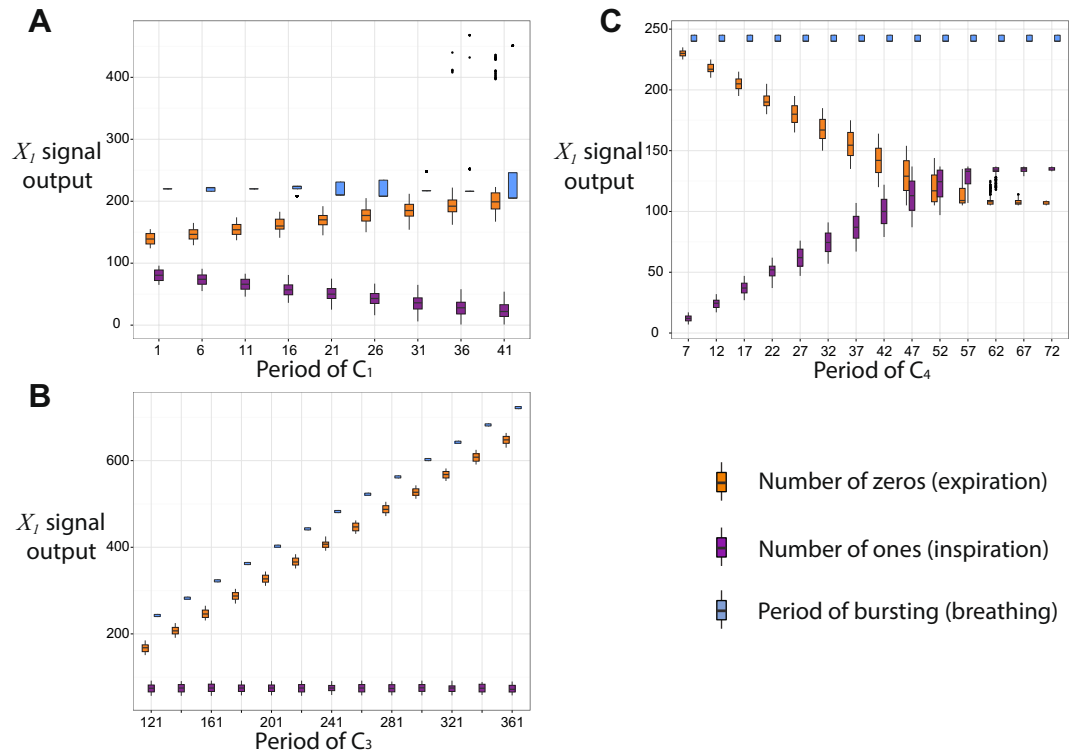 A
400
300
200
100
0
X₁ signal
output
1 6 11 16 21 26 31 36 41
Period of C₁
B
600
400
200
X₁ signal
output
121 161 201 241 281 321 361
Period of C₃
C
250
200
150
100
50
0
X₁ signal
output
7 12 17 22 27 32 37 42 47 52 57 62 67 72
Period of C₄
Number of zeros (expiration)
Number of ones (inspiration)
Period of bursting (breathing)